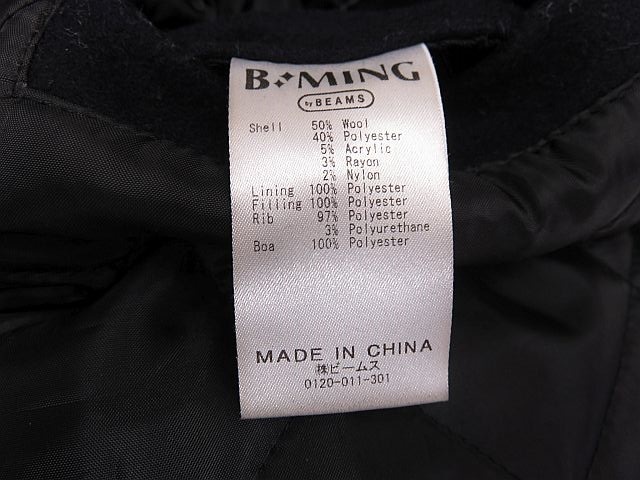 B MING
by BEAMS
Shell 50% Wool
40% Polyester
5% Acrylic
3% Rayon
2% Nylon
Lining 100% Polyester
Filling 100% Polyester
Rib 97% Polyester
3% Polyurethane
Boa 100% Polyester
MADE IN CHINA
㈱ビームス
0120-011-301